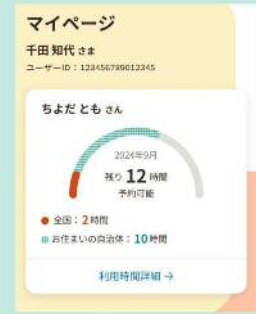 マイページ
千田 知代 さま
ユーザーID：123456789012345
ちよだ とも さん
2024年9月
残り 12 時間
予約可能
全国：2時間
お住まいの自治体：10時間
利用時間詳細 →